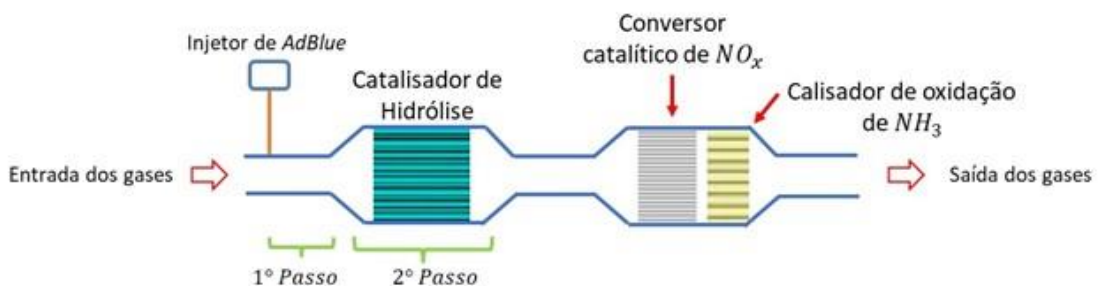 Injetor de AdBlue
Catalisador de
Hidrólise
Conversor
catalítico de NOx
Calisador de oxidação
de NH3
Entrada dos gases
Saída dos gases
1° Passo
2° Passo